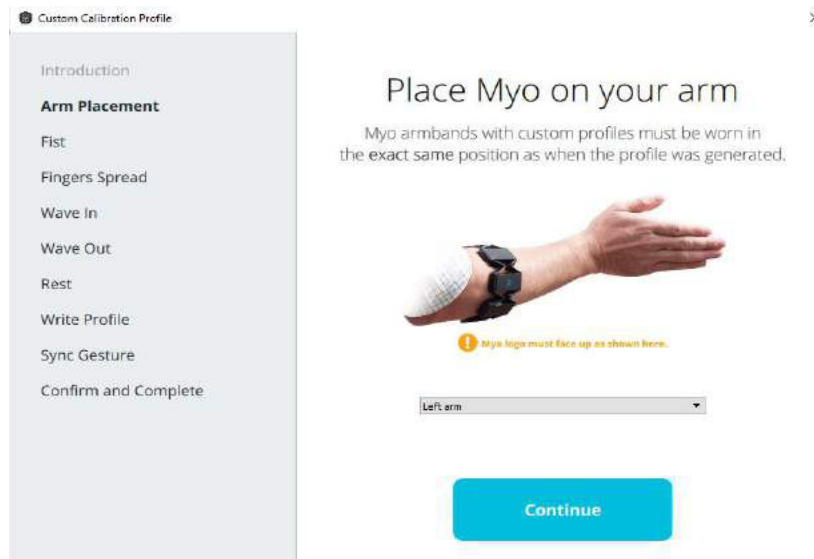 Custom Calibration Profile
Introduction
Arm Placement
Fist
Fingers Spread
Wave In
Wave Out
Rest
Write Profile
Sync Gesture
Confirm and Complete
Place Myo on your arm
Myo armbands with custom profiles must be worn in
the exact same position as when the profile was generated.
Myo logo must face up as shown here.
Left arm
Continue